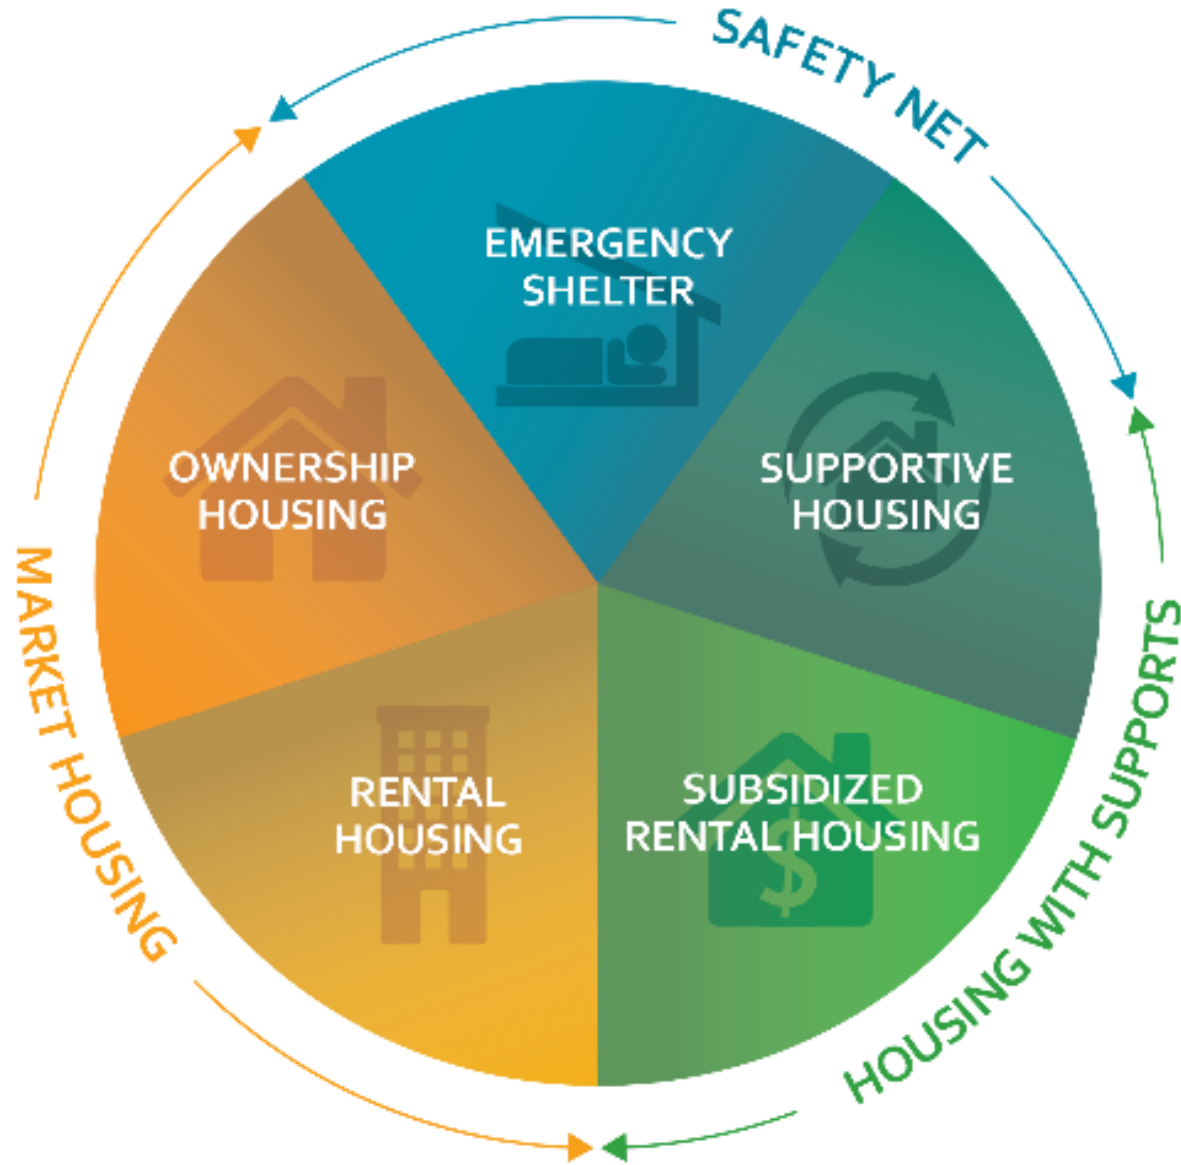 SAFETY NET
EMERGENCY
SHELTER
OWNERSHIP
HOUSING
SUPPORTIVE
HOUSING
MARKET HOUSING
RENTAL
HOUSING
SUBSIDIZED
RENTAL HOUSING
HOUSING WITH SUPPORTS
$